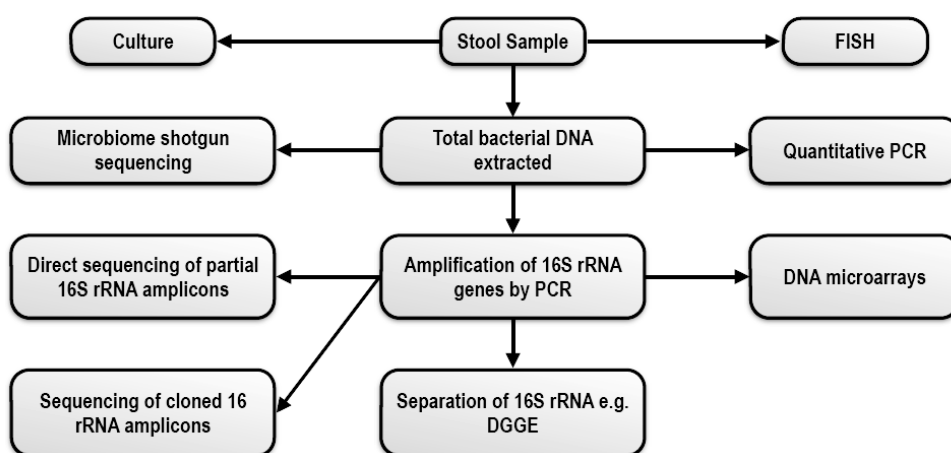 Culture
Stool Sample
FISH
Microbiome shotgun
sequencing
Total bacterial DNA
extracted
Quantitative PCR
Direct sequencing of partial
16S rRNA amplicons
Amplification of 16S rRNA
genes by PCR
DNA microarrays
Sequencing of cloned 16
rRNA amplicons
Separation of 16S rRNA e.g.
DGGE